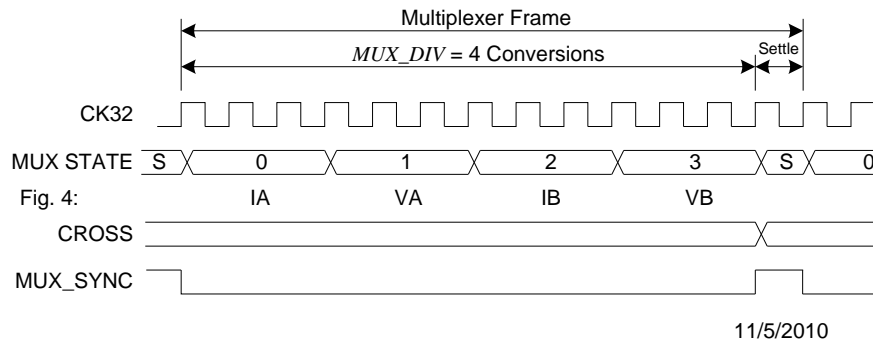 Multiplexer Frame
MUX_DIV = 4 Conversions
Settle
CK32
MUX STATE S 0 1 2 3 S 0
Fig. 4: IA VA IB VB
CROSS
MUX_SYNC
11/5/2010